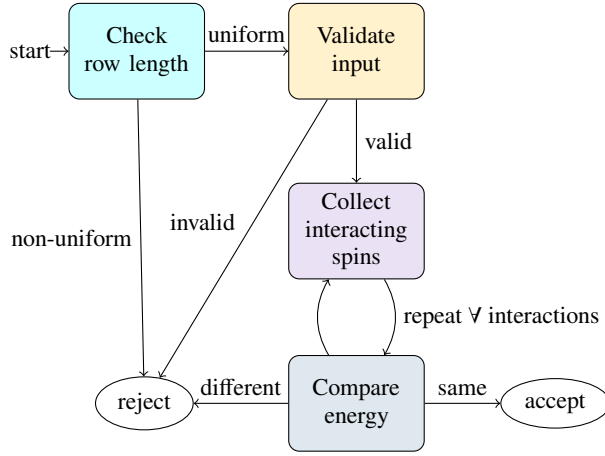 start
Check
row length
uniform
Validate
input
valid
Collect
interacting
spins
non-uniform
invalid
repeat ∀ interactions
reject
different
Compare
energy
same
accept